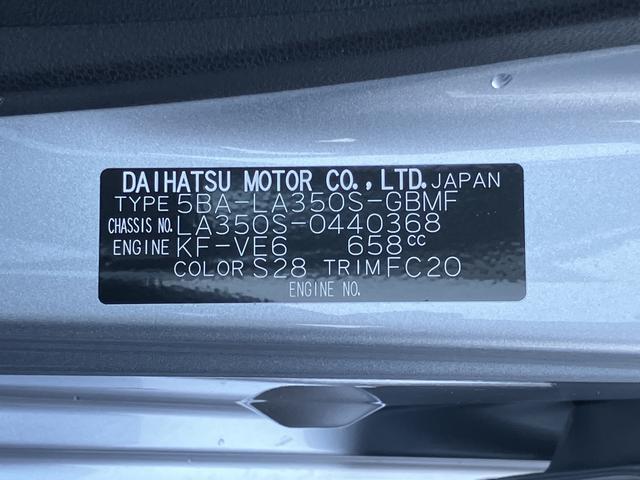 DAIHATSU MOTOR CO.,LTD. JAPAN
TYPE 5BA-LA350S-GBMF
CHASSIS NO. LA350S-0440368
ENGINE KF-VE6 658cc
COLOR S28 TRIM FC20
ENGINE NO.